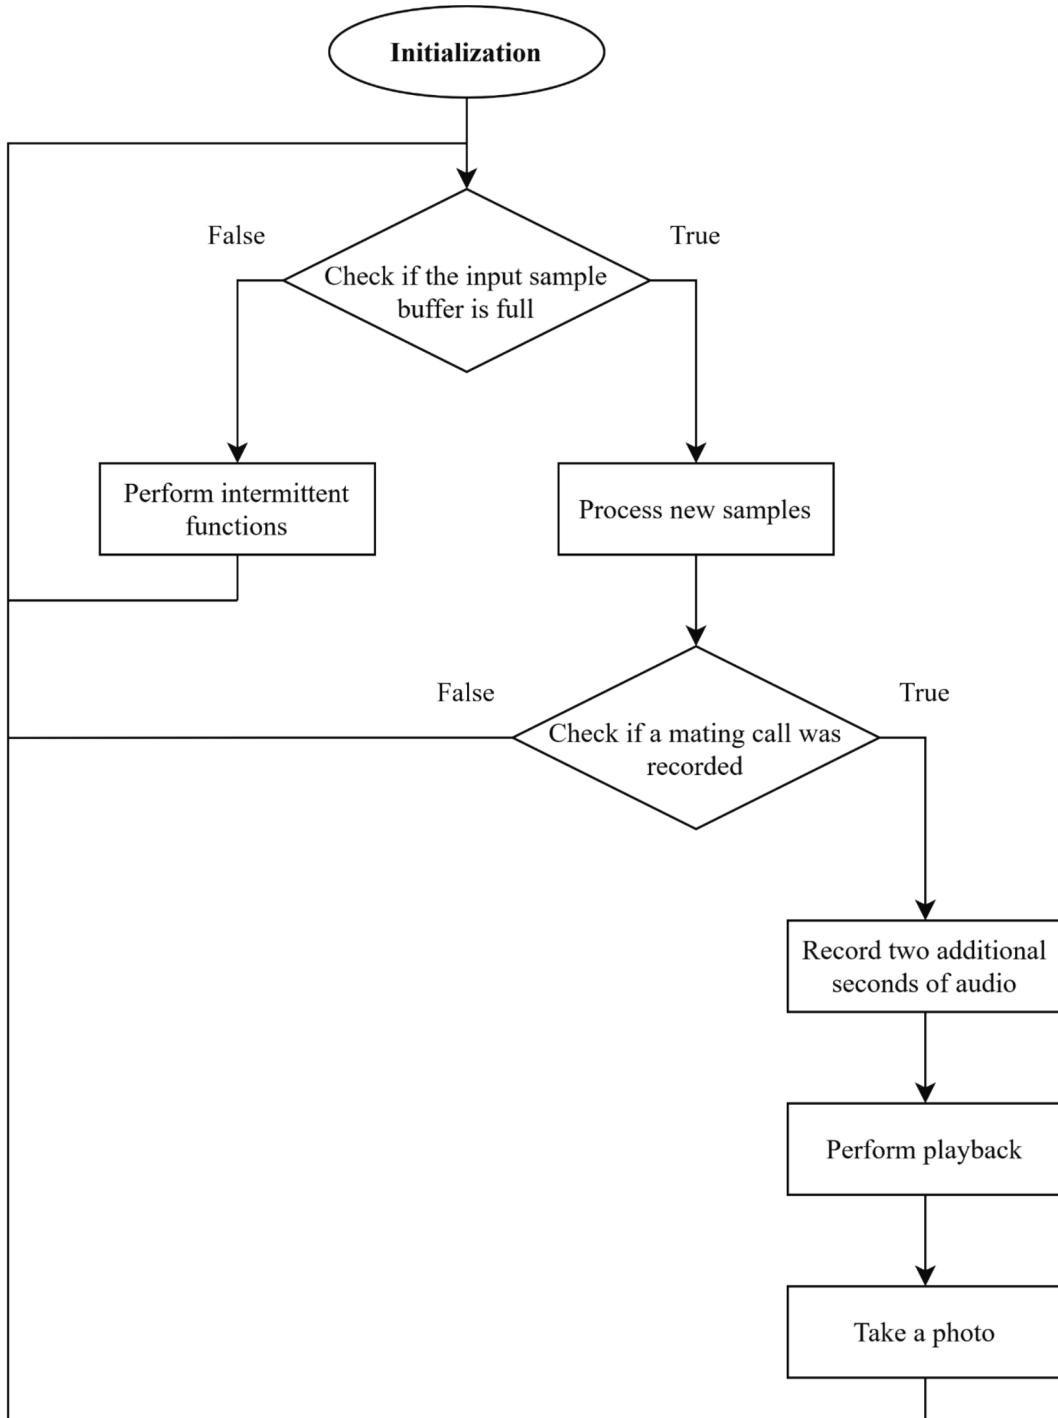 Initialization
False
True
Check if the input sample
buffer is full
Perform intermittent
functions
Process new samples
False
True
Check if a mating call was
recorded
Record two additional
seconds of audio
Perform playback
Take a photo